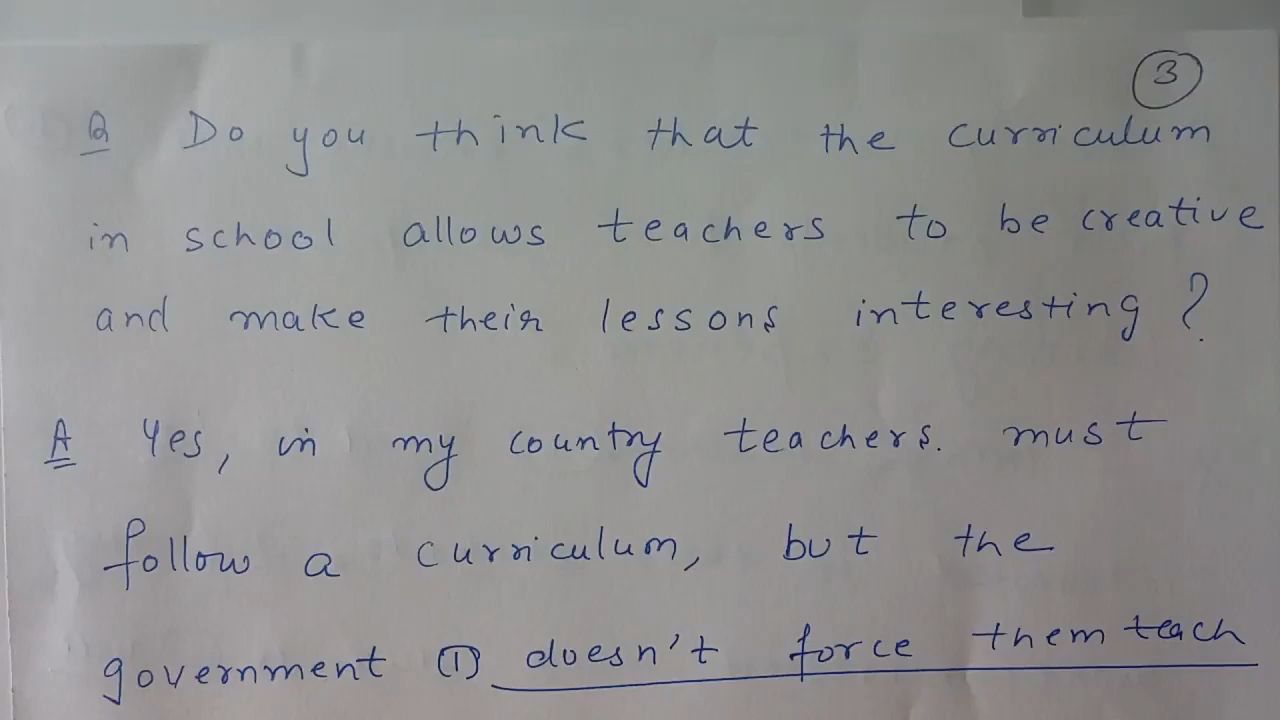 3
Q Do you think that the curriculum
in school allows teachers to be creative
and make their lessons interesting ?
A Yes, in my country teachers. must
follow a curriculum, but the
government (1) doesn't force them teach